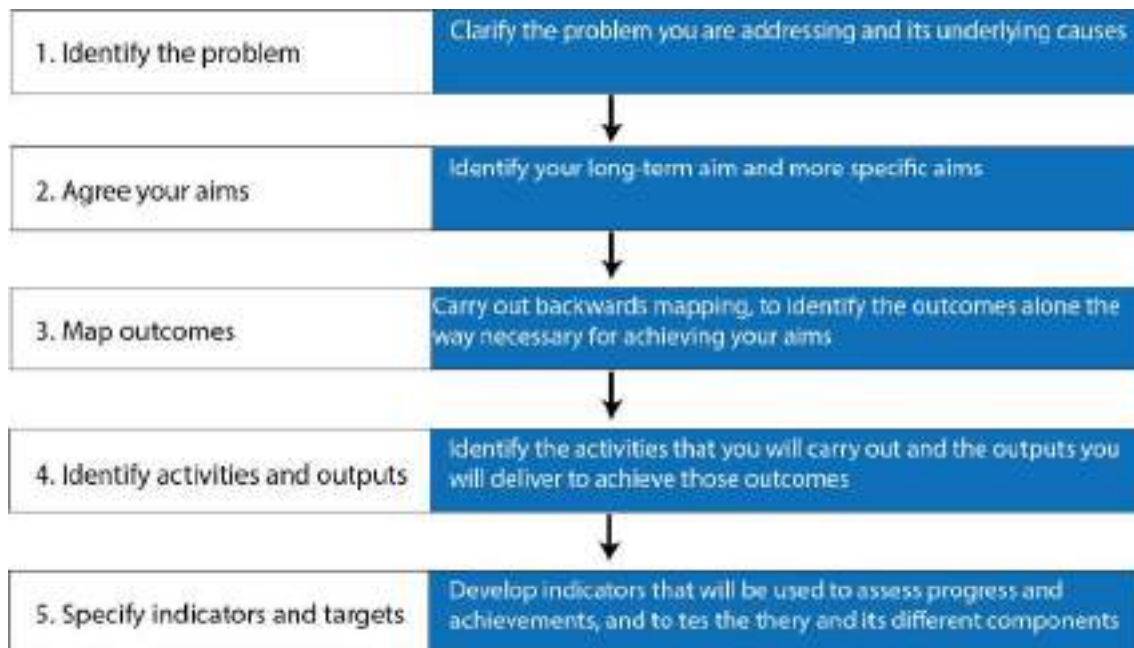 1. Identify the problem
Clarify the problem you are addressing and its underlying causes
2. Agree your aims
Identify your long-term aim and more specific aims
3. Map outcomes
Carry out backwards mapping, to identify the outcomes alone the
way necessary for achieving your aims
4. Identify activities and outputs
Identify the activities that you will carry out and the outputs you
will deliver to achieve those outcomes
5. Specify indicators and targets
Develop indicators that will be used to assess progress and
achievements, and to tes the thery and its different components